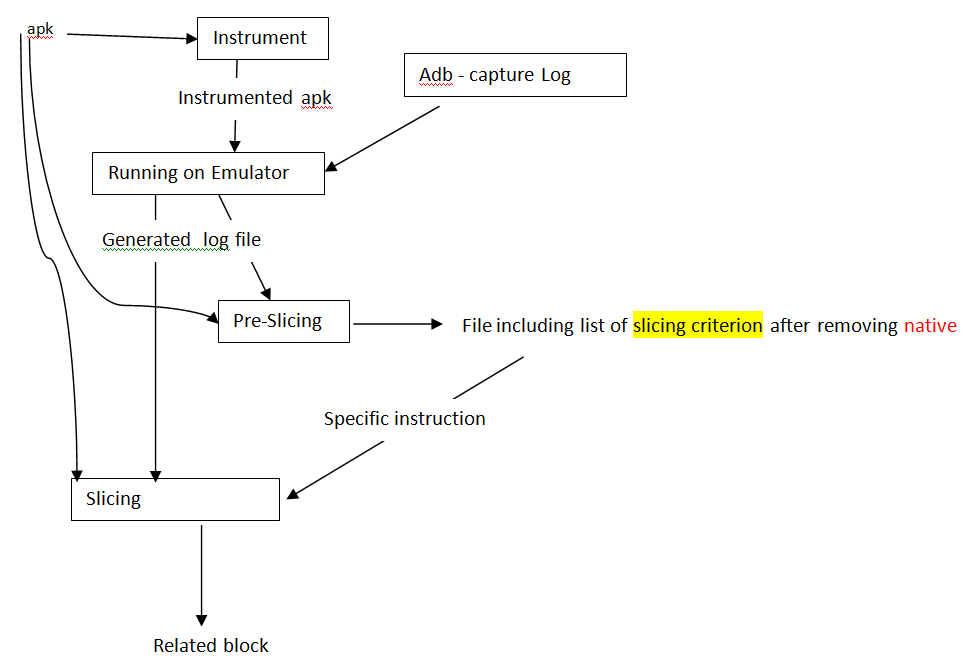 apk
Instrument
Adb - capture Log
Instrumented apk
Running on Emulator
Generated log file
Pre-Slicing
File including list of slicing criterion after removing native
Specific instruction
Slicing
Related block